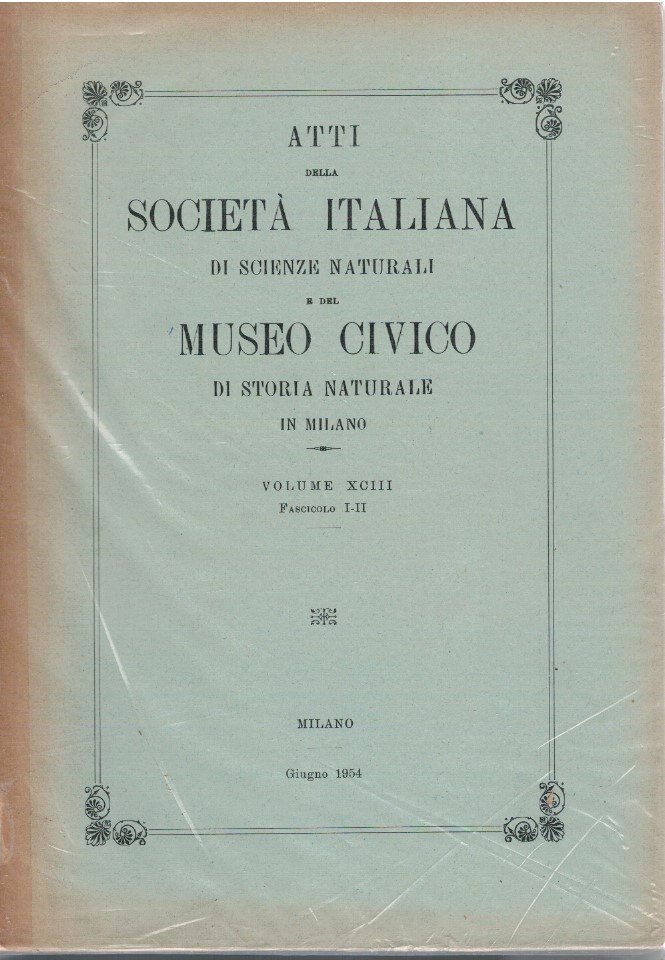 ATTI
DELLA
SOCIETÀ ITALIANA
DI SCIENZE NATURALI
E DEL
MUSEO CIVICO
DI STORIA NATURALE
IN MILANO
VOLUME XCIII
FASCICOLO I-II
MILANO
Giugno 1954